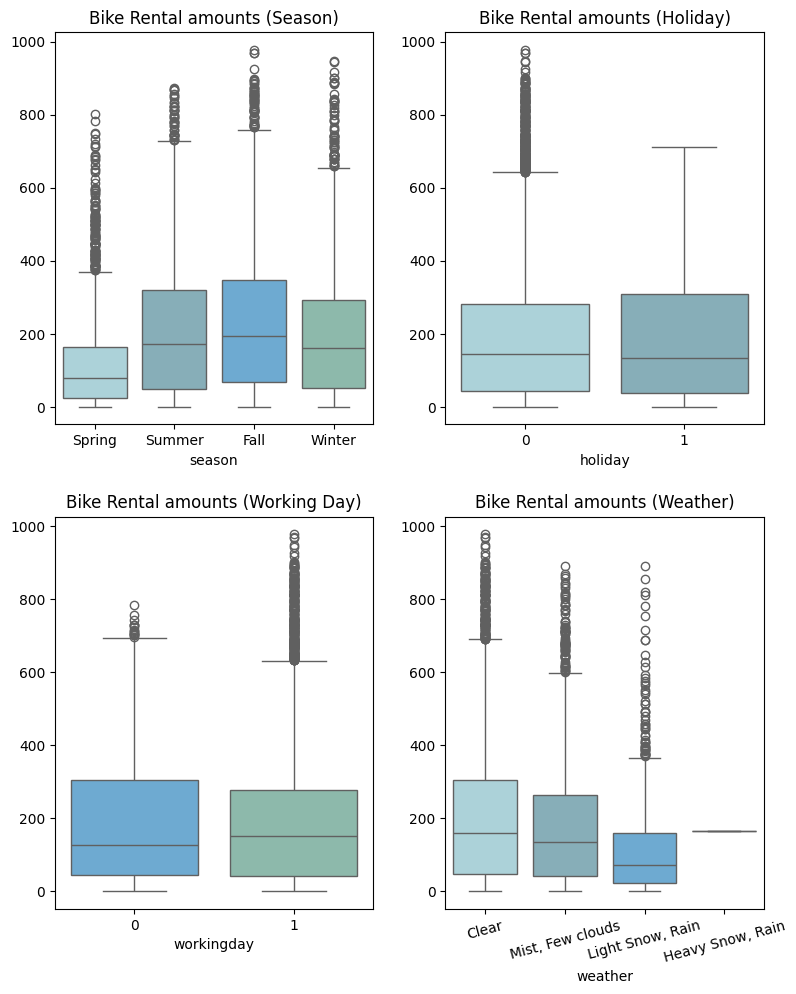 Bike Rental amounts (Season)
1000
800
600
400
200
0
Spring Summer Fall Winter
season
Bike Rental amounts (Holiday)
1000
800
600
400
200
0
0 1
holiday
Bike Rental amounts (Working Day)
1000
800
600
400
200
0
0 1
workingday
Bike Rental amounts (Weather)
1000
800
600
400
200
0
Clear
Mist, Few clouds
Light Snow, Rain
Heavy Snow, Rain
weather